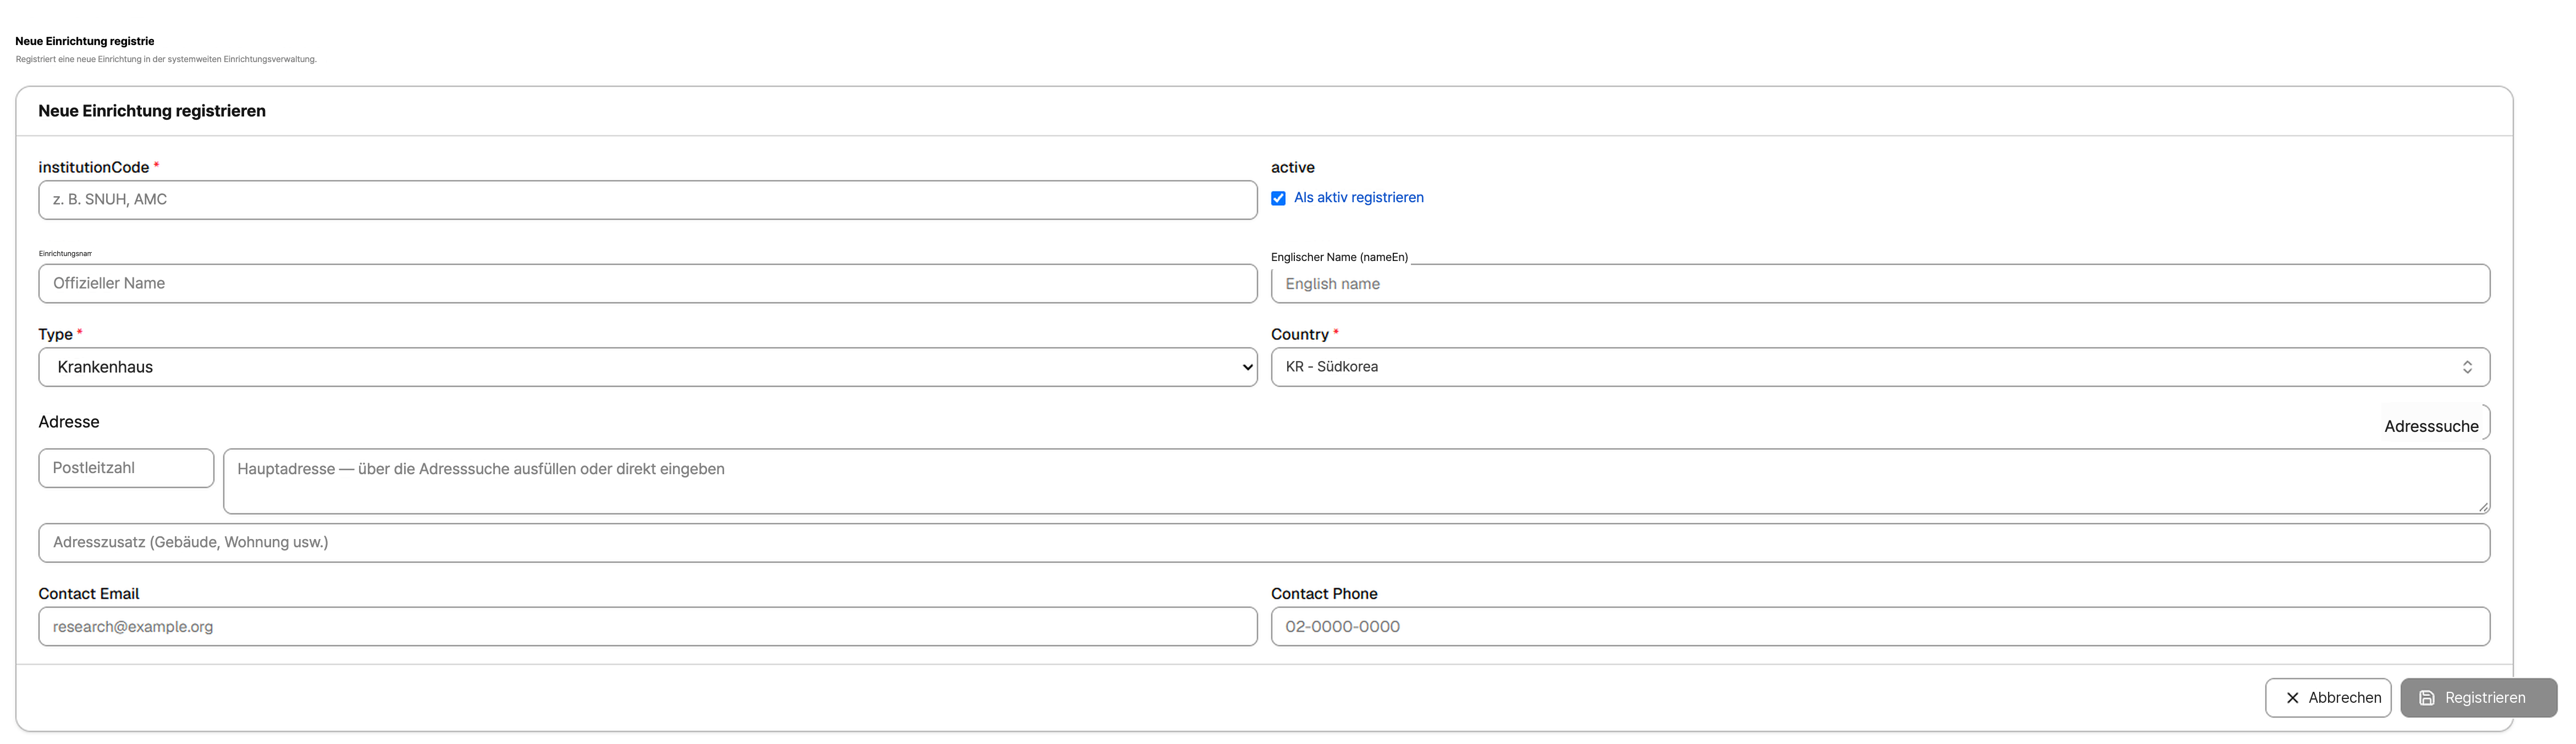 Neue Einrichtung registrie
Registriert eine neue Einrichtung in der systemweiten Einrichtungsverwaltung.
Neue Einrichtung registrieren
institutionCode *
active
z. B. SNUH, AMC
Als aktiv registrieren
Einrichtungsnam
Englischer Name (nameEn)
Offizieller Name
English name
Type *
Country *
Krankenhaus
KR - Südkorea
Adresse
Adresssuche
Postleitzahl
Hauptadresse — über die Adresssuche ausfüllen oder direkt eingeben
Adresszusatz (Gebäude, Wohnung usw.)
Contact Email
Contact Phone
research@example.org
02-0000-0000
Abbrechen
Registrieren